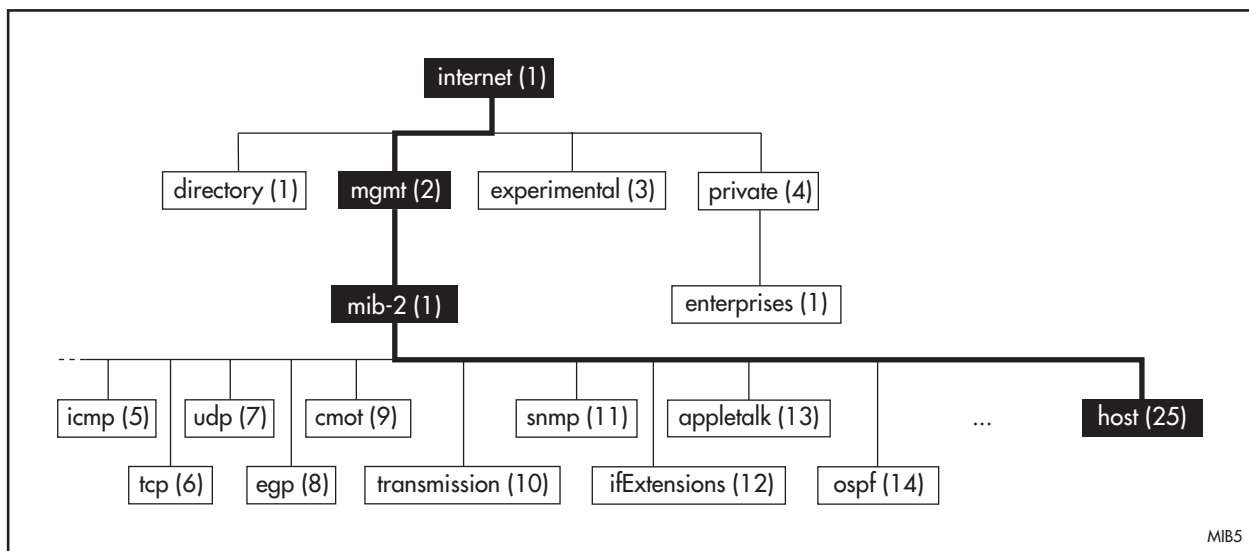 internet (1)
directory (1)
mgmt (2)
experimental (3)
private (4)
mib-2 (1)
enterprises (1)
icmp (5)
udp (7)
cmot (9)
snmp (11)
appletalk (13)
...
host (25)
tcp (6)
egp (8)
transmission (10)
ifExtensions (12)
ospf (14)
MIB5